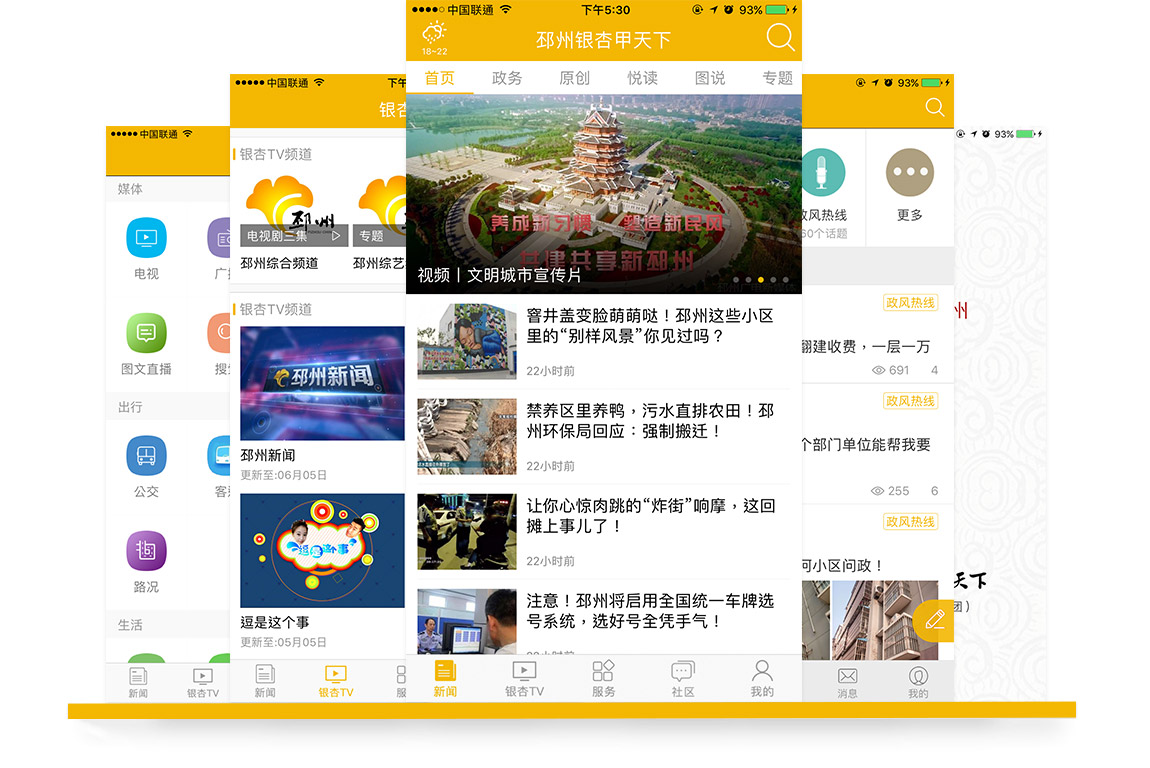 中国联通
下午5:30
93%
18~22
邳州银杏甲天下
首页
政务
原创
悦读
图说
专题
养成新习惯 塑造新民风
共建共享新邳州
视频丨文明城市宣传片
窨井盖变脸萌萌哒！邳州这些小区
里的“别样风景”你见过吗？
22小时前
禁养区里养鸭，污水直排农田！邳
州环保局回应：强制搬迁！
22小时前
让你心惊肉跳的“炸街”响摩，这回
摊上事儿了！
22小时前
注意！邳州将启用全国统一车牌选
号系统，选好号全凭手气！
22小时前
新闻
银杏TV
服务
社区
我的
中国联通
下午
银杏
银杏TV频道
邳州
电视剧三集
专题
邳州综合频道
邳州综艺
银杏TV频道
邳州新闻
邳州新闻
更新至:06月05日
逗是这个事
逗是这个事
更新至:05月05日
新闻
银杏TV
服
中国联通
媒体
电视
广播
图文直播
搜
出行
公交
客运
路况
生活
新闻
银杏TV
93%
政风热线
更多
60个话题
政风热线
翻建收费，一层一万
691
4
政风热线
个部门单位能帮我要
255
6
政风热线
河小区问政！
消息
我的
93%
州
天下
团)